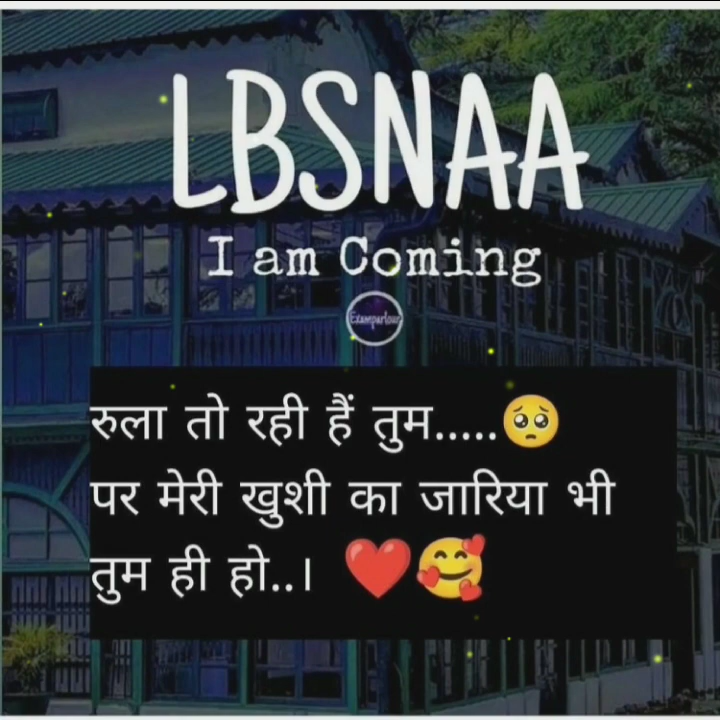 LBSNAA
I am Coming
Examparlour
रुला तो रही हैं तुम.....🥺
पर मेरी खुशी का जारिया भी
तुम ही हो..। ❤️🥰